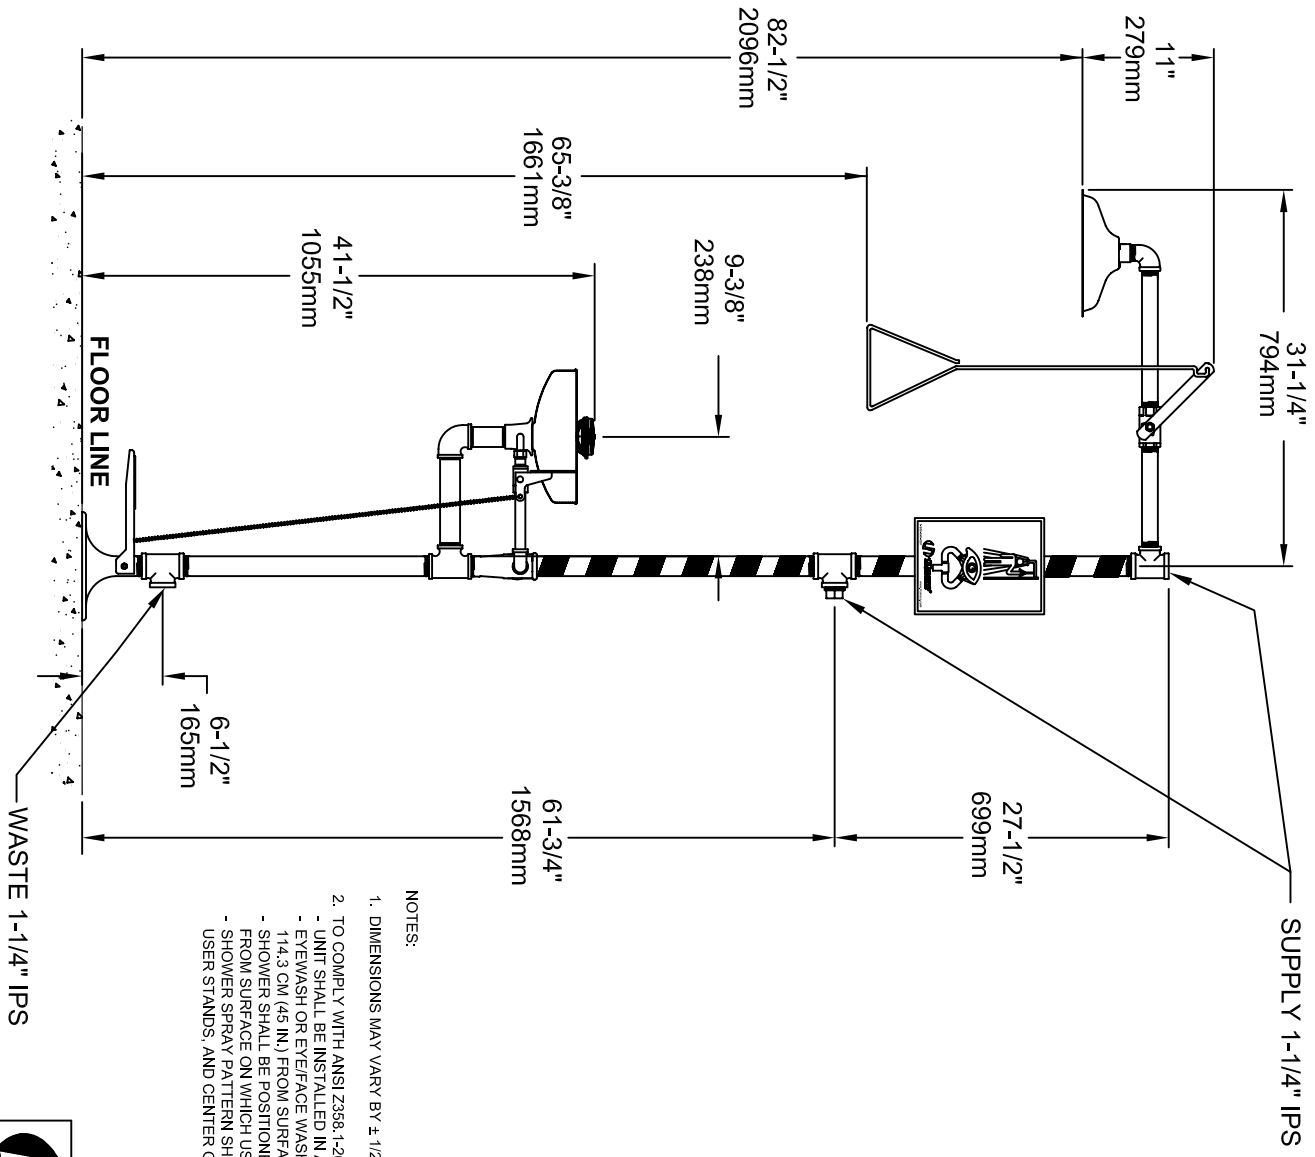 SUPPLY 1-1/4" IPS
31-1/4"
794mm
11"
279mm
82-1/2"
2096mm
65-3/8"
1661mm
9-3/8"
238mm
41-1/2"
1055mm
27-1/2"
699mm
61-3/4"
1568mm
6-1/2"
165mm
FLOOR LINE
WASTE 1-1/4" IPS
NOTES:
1. DIMENSIONS MAY VARY BY ± 1/2
2. TO COMPLY WITH ANSI Z358.1-20
- UNIT SHALL BE INSTALLED IN
- EYEWASH OR EYE/FACE WASH
114.3 CM (45 IN.) FROM SURFA
- SHOWER SHALL BE POSITION
FROM SURFACE ON WHICH US
- SHOWER SPRAY PATTERN SH
USER STANDS, AND CENTER